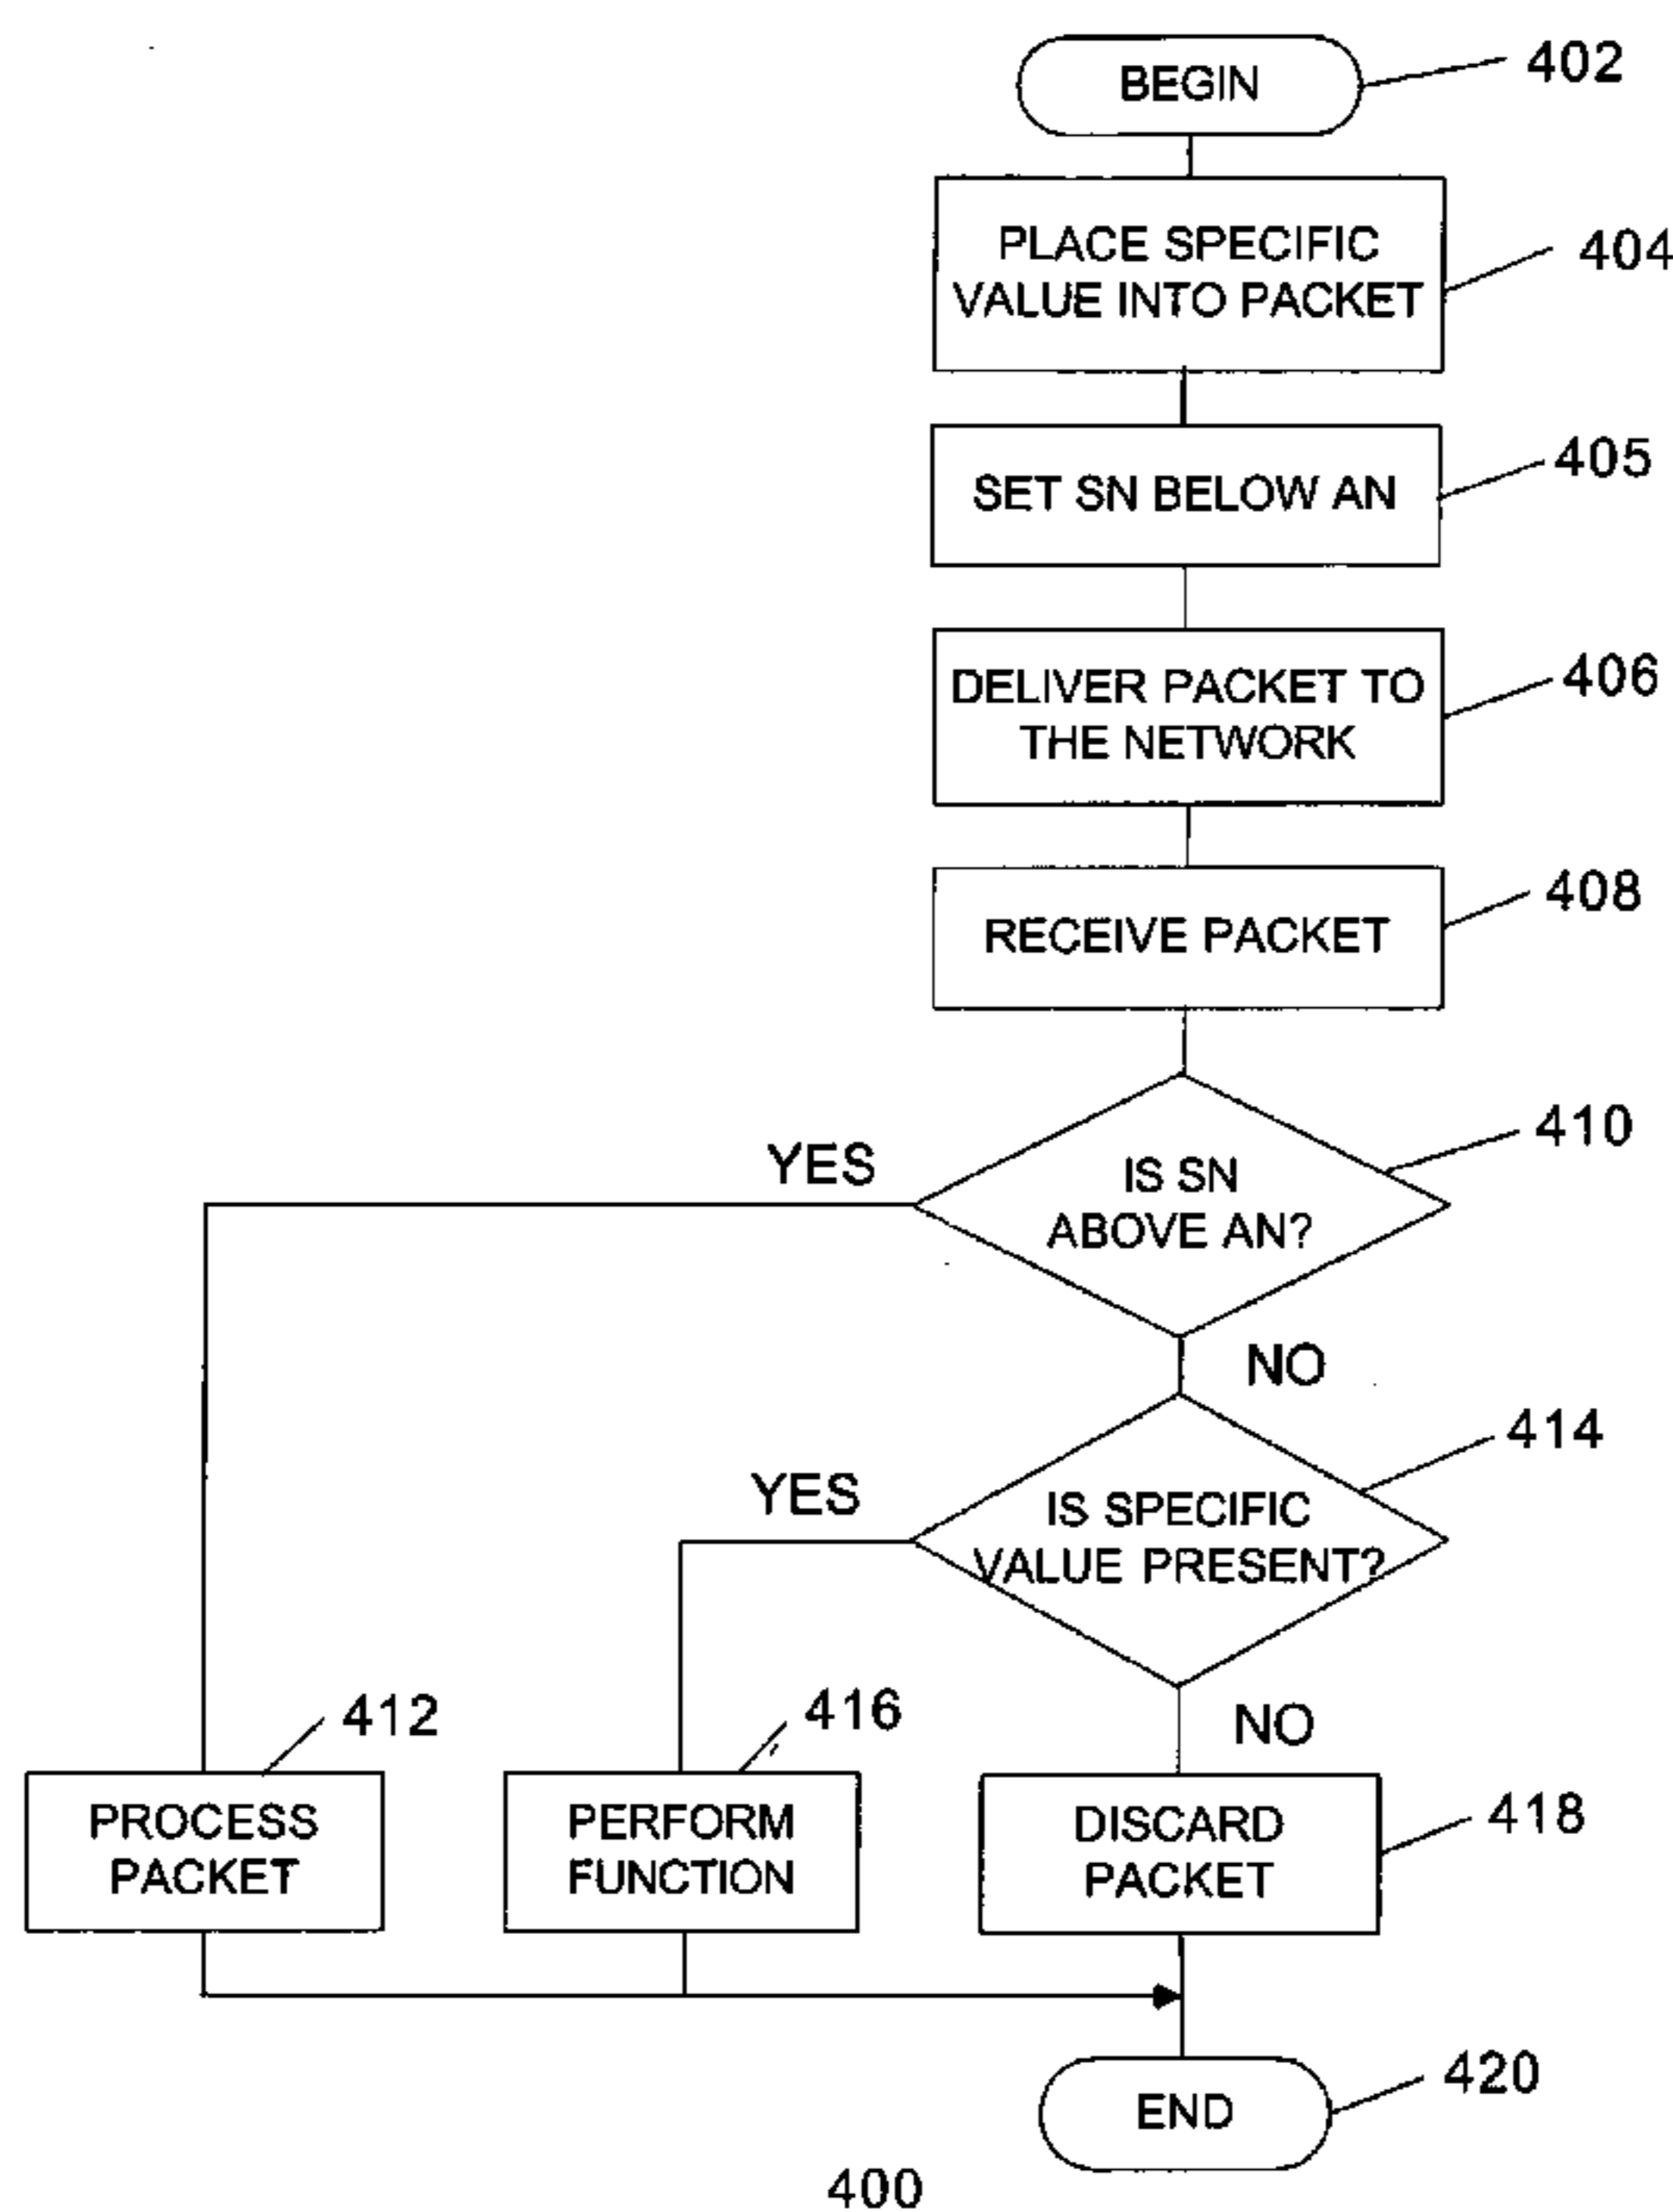 BEGIN
402
PLACE SPECIFIC
VALUE INTO PACKET
404
SET SN BELOW AN
405
DELIVER PACKET TO
THE NETWORK
406
RECEIVE PACKET
408
IS SN
ABOVE AN?
410
YES
NO
IS SPECIFIC
VALUE PRESENT?
414
YES
NO
PROCESS
PACKET
412
PERFORM
FUNCTION
416
DISCARD
PACKET
418
END
420
400